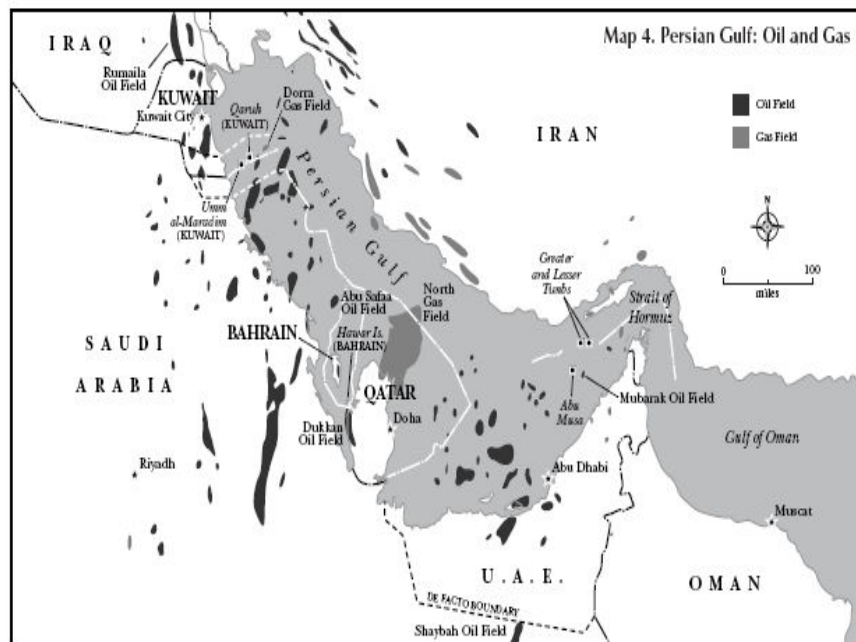 Map 4. Persian Gulf: Oil and Gas
Oil Field
Gas Field
IRAQ
Rumaila
Oil Field
KUWAIT
Kuwait City
Qaruh
(KUWAIT)
Dorra
Gas Field
IRAN
Persian Gulf
Umm
al-Maradim
(KUWAIT)
N
0
100
miles
Greater
and Lesser
Tunbs
Strait of
Hormuz
North
Gas
Field
Abu Safaa
Oil Field
BAHRAIN
Hawar Is.
(BAHRAIN)
SAUDI
ARABIA
QATAR
Doha
Dukkan
Oil Field
Mubarak Oil Field
Abu
Musa
Gulf of Oman
Riyadh
Abu Dhabi
Muscat
U.A.E.
OMAN
DE FACTO BOUNDARY
Shaybah Oil Field